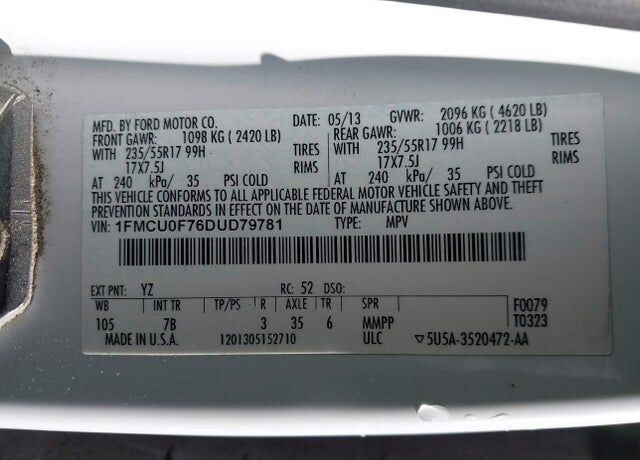 MFD. BY FORD MOTOR CO. DATE: 05/13 GVWR: 2096 KG ( 4620 LB)
FRONT GAWR: 1098 KG ( 2420 LB) REAR GAWR: 1006 KG ( 2218 LB)
WITH 235/55R17 99H TIRES WITH 235/55R17 99H TIRES
17X7.5J RIMS 17X7.5J RIMS
AT 240 kPa/ 35 PSI COLD AT 240 kPa/ 35 PSI COLD
THIS VEHICLE CONFORMS TO ALL APPLICABLE FEDERAL MOTOR VEHICLE SAFETY AND THEFT
PREVENTION STANDARDS IN EFFECT ON THE DATE OF MANUFACTURE SHOWN ABOVE.
VIN: 1FMCU0F76DUD79781 TYPE: MPV
EXT PNT: YZ RC: 52 DSO:
WB INT TR TP/PS R AXLE TR SPR F0079
105 7B 3 35 6 MMPP T0323
MADE IN U.S.A. 1201305152710 ULC ▽5U5A-3520472-AA